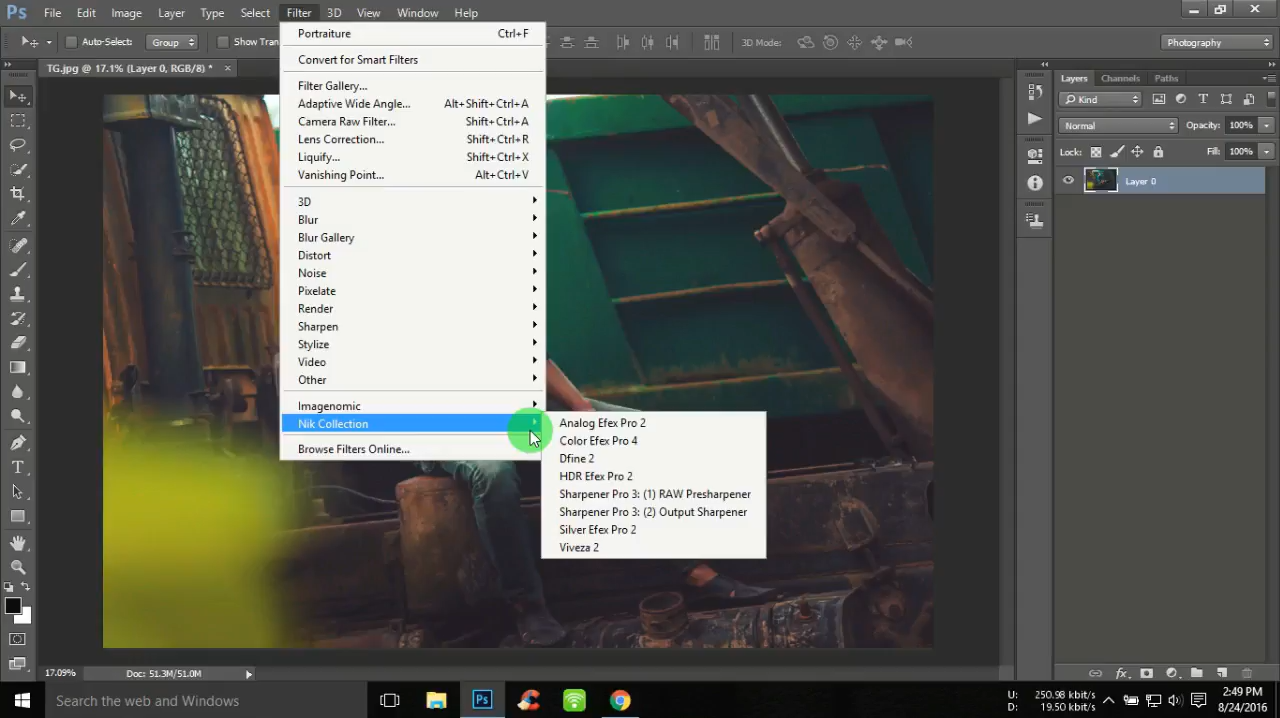 Ps File Edit Image Layer Type Select Filter 3D View Window Help
Auto-Select: Group Show Tran 3D Mode: Photography
TG.jpg @ 17.1% (Layer 0, RGB/8) *
Portraiture Ctrl+F
Convert for Smart Filters
Filter Gallery...
Adaptive Wide Angle... Alt+Shift+Ctrl+A
Camera Raw Filter... Shift+Ctrl+A
Lens Correction... Shift+Ctrl+R
Liquify... Shift+Ctrl+X
Vanishing Point... Alt+Ctrl+V
3D
Blur
Blur Gallery
Distort
Noise
Pixelate
Render
Sharpen
Stylize
Video
Other
Imagenomic
Nik Collection
Browse Filters Online...
Analog Efex Pro 2
Color Efex Pro 4
Dfine 2
HDR Efex Pro 2
Sharpener Pro 3: (1) RAW Presharpener
Sharpener Pro 3: (2) Output Sharpener
Silver Efex Pro 2
Viveza 2
Layers Channels Paths
Kind
Normal Opacity: 100%
Lock: Fill: 100%
Layer 0
17.09% Doc: 51.3M/51.0M
Search the web and Windows
Ps
U: 250.98 kbit/s
D: 19.50 kbit/s
2:49 PM
8/24/2016